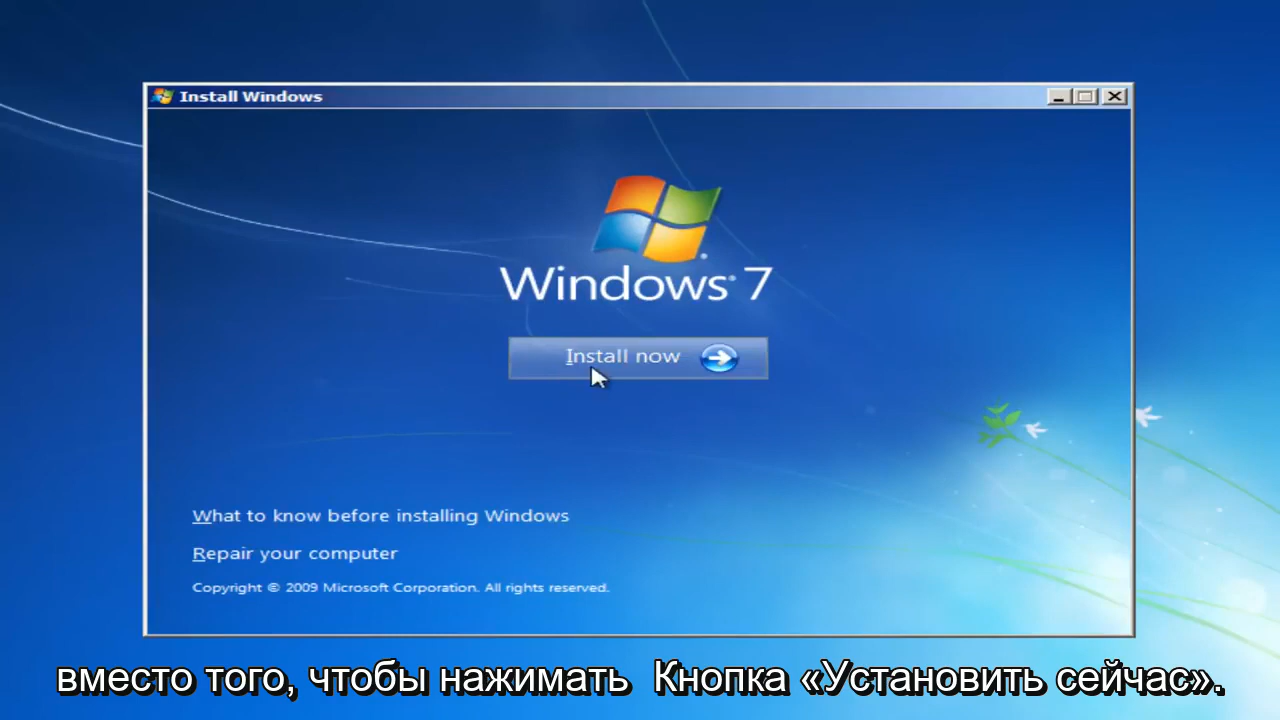 Install Windows
Windows® 7
Install now
What to know before installing Windows
Repair your computer
Copyright © 2009 Microsoft Corporation. All rights reserved.
вместо того, чтобы нажимать  Кнопка «Установить сейчас».